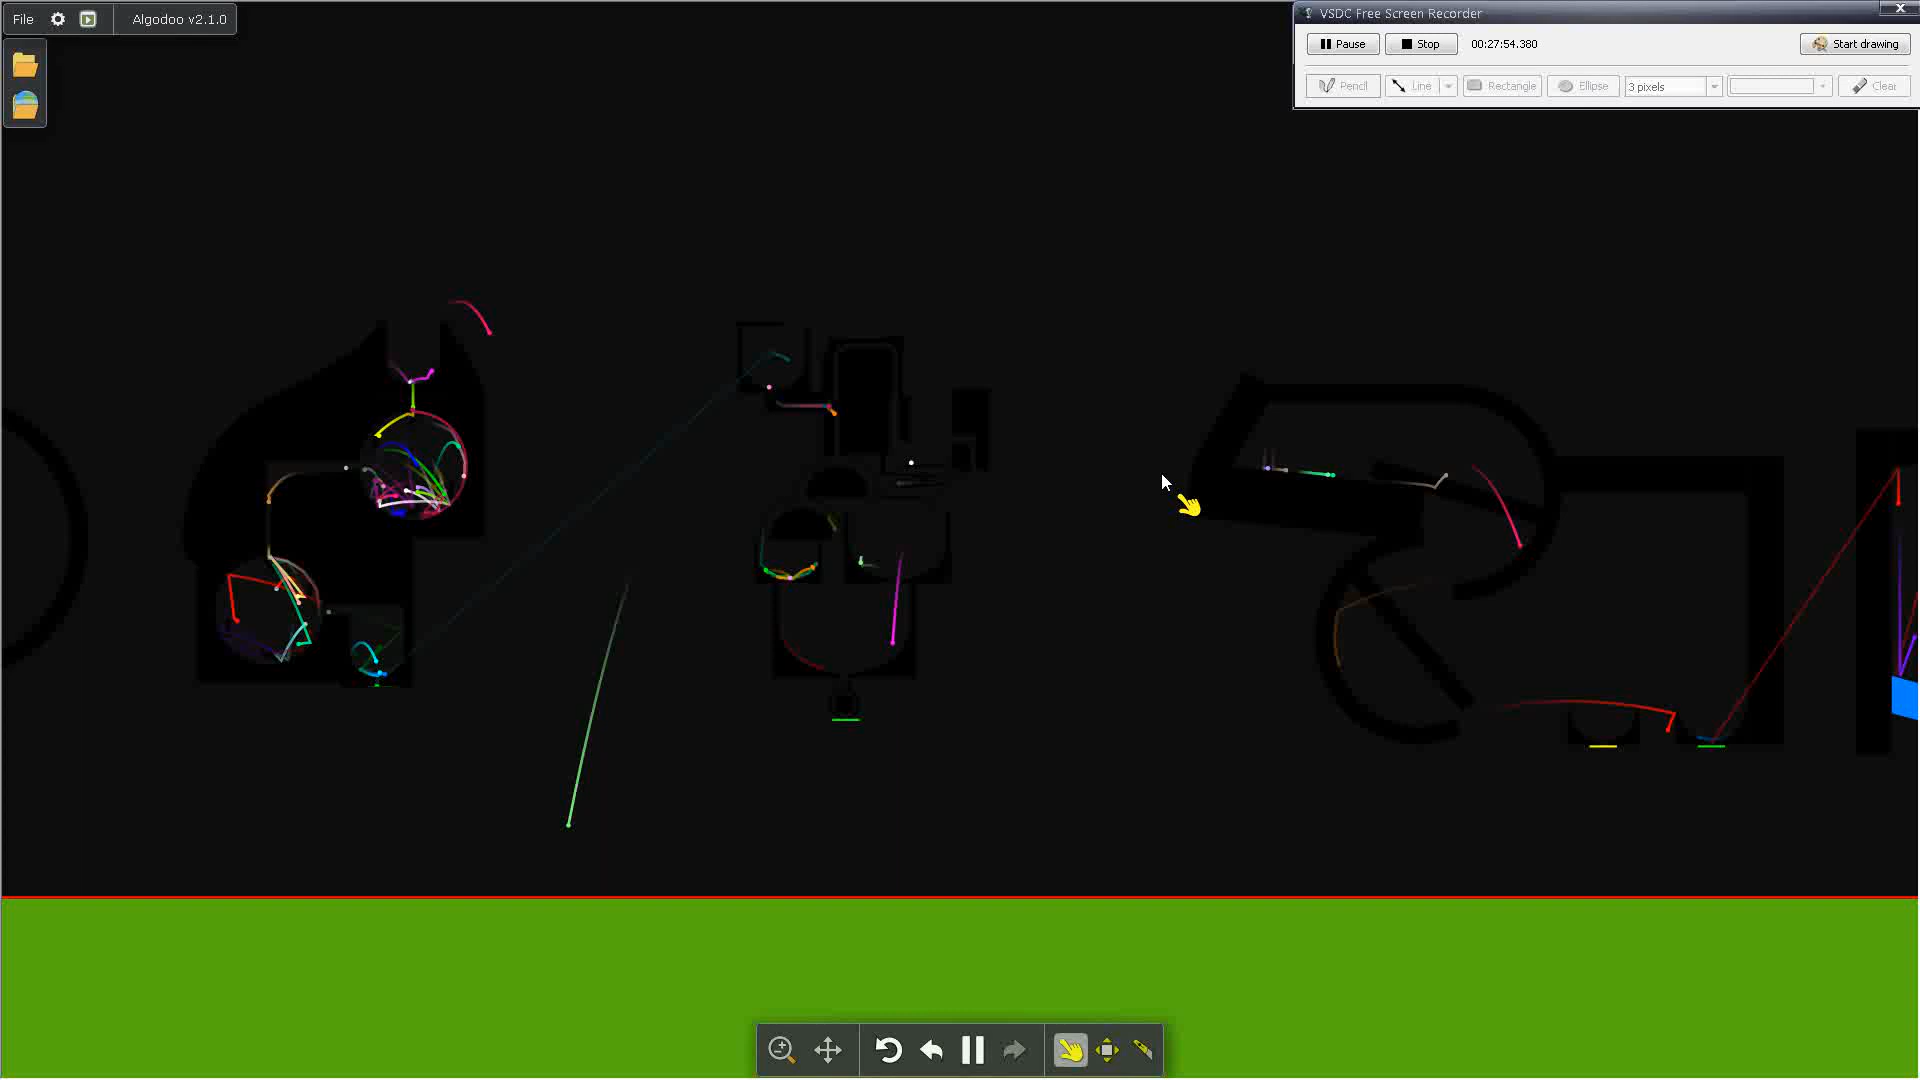 File
Algodoo v2.1.0
VSDC Free Screen Recorder
Pause
Stop
00:27:54.380
Start drawing
Pencil
Line
Rectangle
Ellipse
3 pixels
Clear